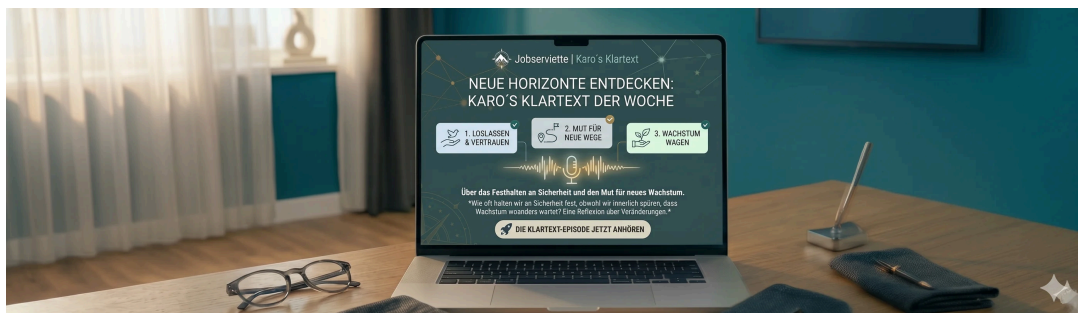 Jobserviette | Karo´s Klartext
NEUE HORIZONTE ENTDECKEN:
KARO´S KLARTEXT DER WOCHE
1. LOSLASSEN
& VERTRAUEN
2. MUT FÜR
NEUE WEGE
3. WACHSTUM
WAGEN
Über das Festhalten an Sicherheit und den Mut für neues Wachstum.
*Wie oft halten wir an Sicherheit fest, obwohl wir innerlich spüren, dass
Wachstum woanders wartet? Eine Reflexion über Veränderungen.*
DIE KLARTEXT-EPISODE JETZT ANHÖREN